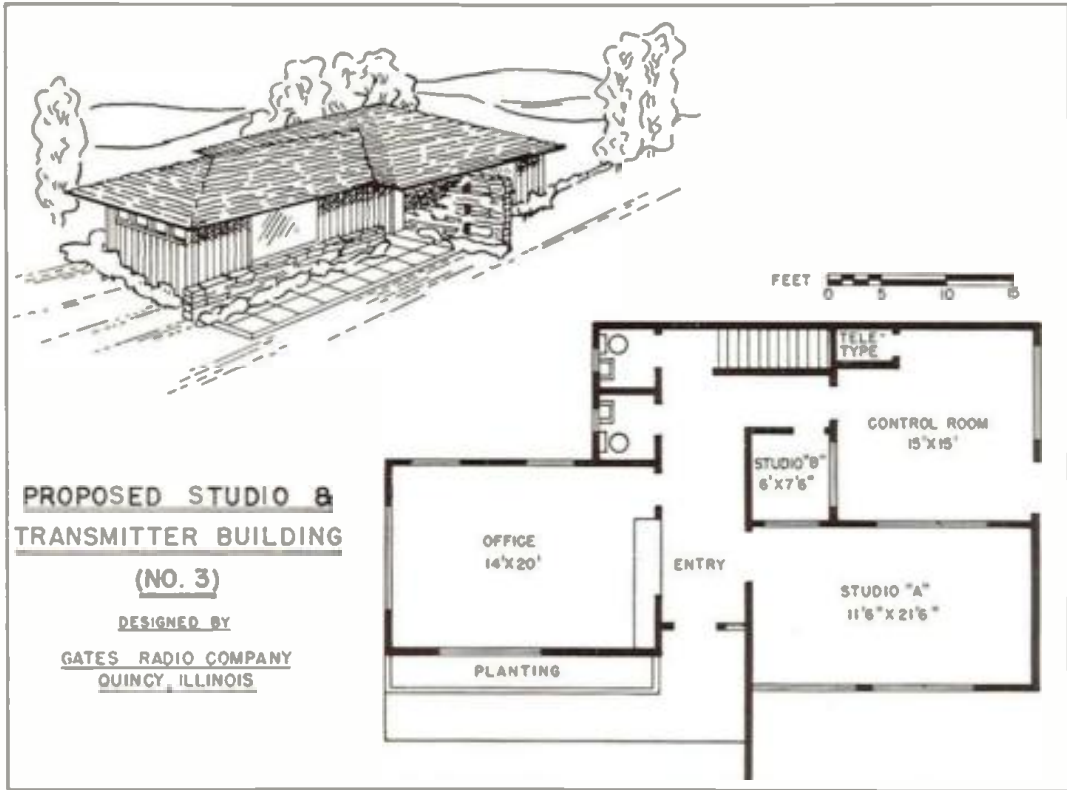 FEET
0 5 10 15
TELE-
TYPE
CONTROL ROOM
15'X15'
STUDIO "B"
6'X7'6"
PROPOSED STUDIO &
TRANSMITTER BUILDING
(NO. 3)
DESIGNED BY
GATES RADIO COMPANY
QUINCY, ILLINOIS
OFFICE
14'X20'
ENTRY
STUDIO "A"
11'6"X21'6"
PLANTING